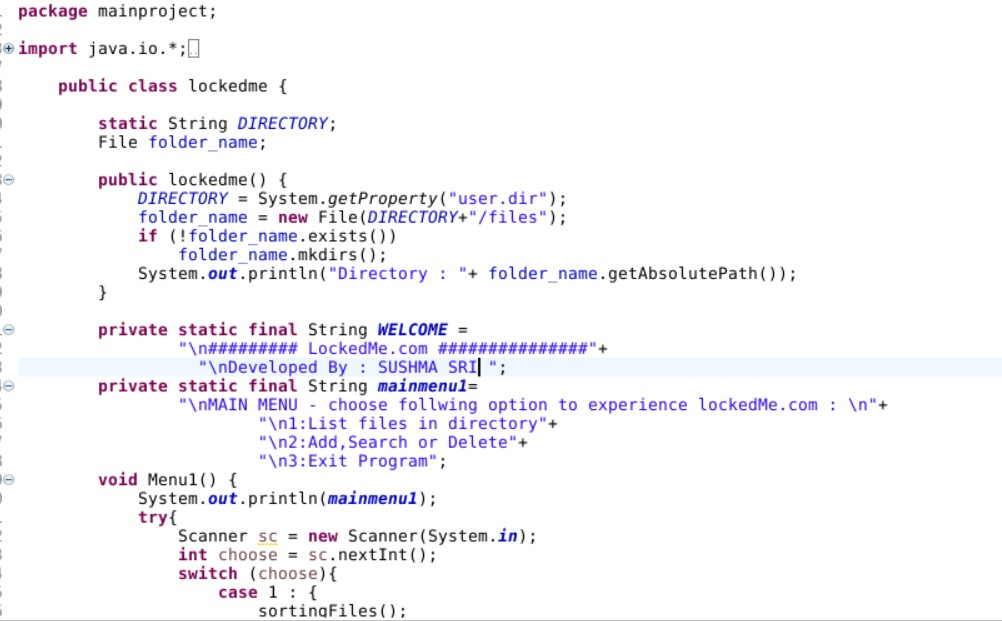 package mainproject;
import java.io.*;
public class lockedme {
static String DIRECTORY;
File folder_name;
public lockedme() {
DIRECTORY = System.getProperty("user.dir");
folder_name = new File(DIRECTORY+"/files");
if (!folder_name.exists())
folder_name.mkdirs();
System.out.println("Directory : "+ folder_name.getAbsolutePath());
}
private static final String WELCOME =
"\n######### LockedMe.com ###############"+
"\nDeveloped By : SUSHMA SRI ";
private static final String mainmenu1=
"\nMAIN MENU - choose follwing option to experience lockedMe.com : \n"+
"\n1:List files in directory"+
"\n2:Add,Search or Delete"+
"\n3:Exit Program";
void Menu1() {
System.out.println(mainmenu1);
try{
Scanner sc = new Scanner(System.in);
int choose = sc.nextInt();
switch (choose){
case 1 : {
sortingFiles();